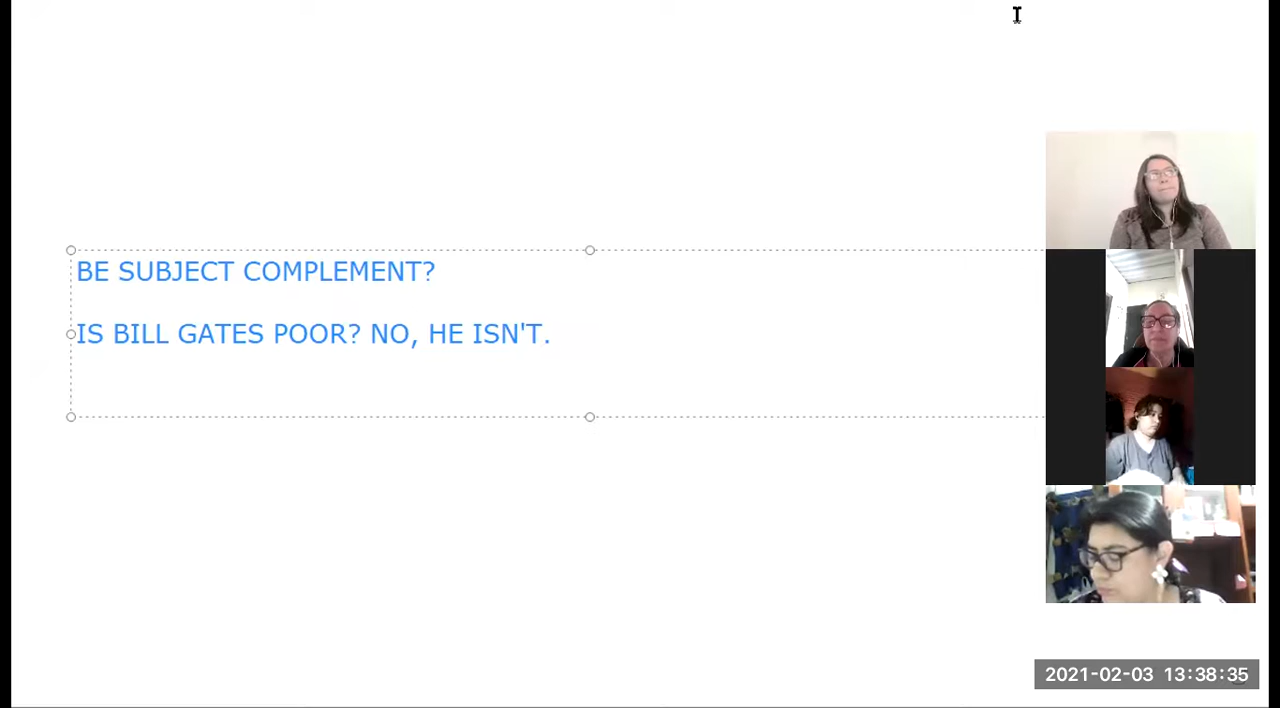 BE SUBJECT COMPLEMENT?
IS BILL GATES POOR? NO, HE ISN'T.
2021-02-03 13:38:35